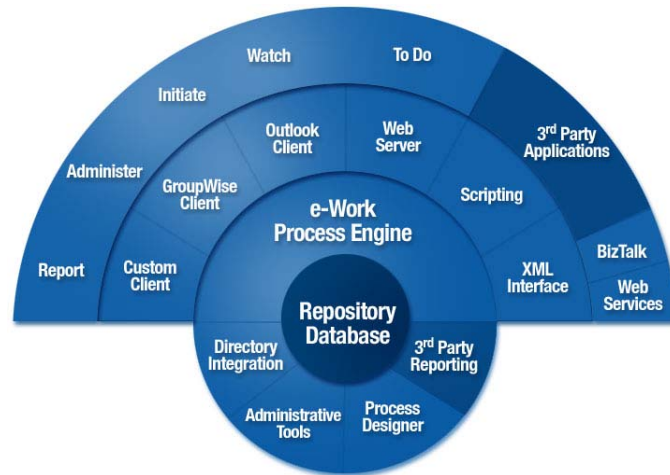 Watch
To Do
Initiate
Administer
Report
3rd Party
Applications
BizTalk
Web
Services
Outlook
Client
Web
Server
GroupWise
Client
Scripting
Custom
Client
XML
Interface
e-Work
Process Engine
Repository
Database
Directory
Integration
3rd Party
Reporting
Administrative
Tools
Process
Designer